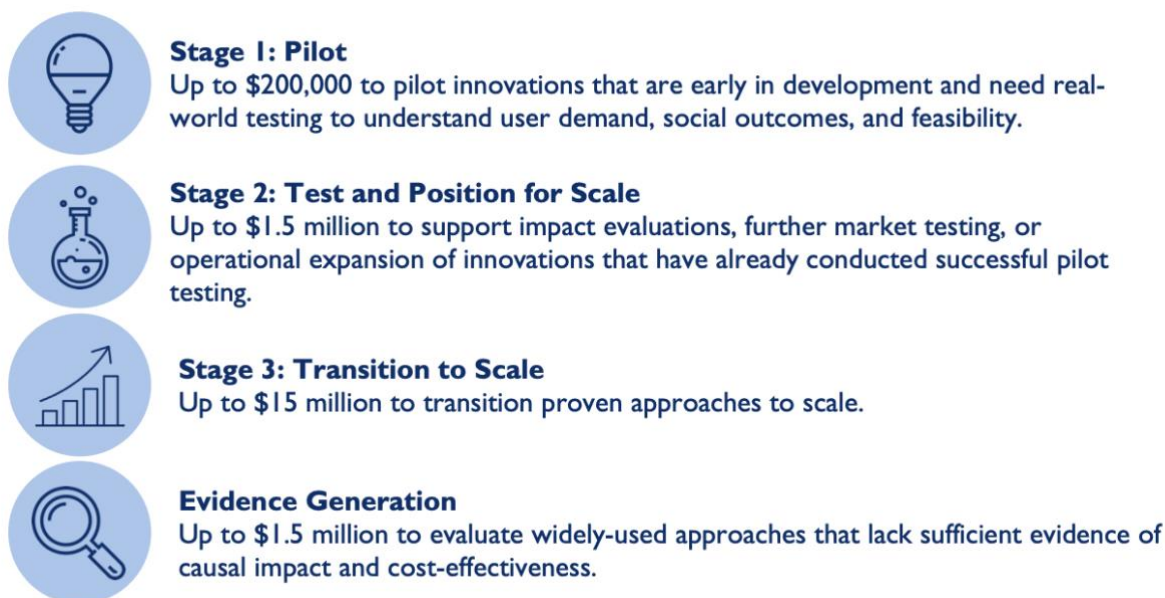 Stage 1: Pilot
Up to $200,000 to pilot innovations that are early in development and need real-
world testing to understand user demand, social outcomes, and feasibility.
Stage 2: Test and Position for Scale
Up to $1.5 million to support impact evaluations, further market testing, or
operational expansion of innovations that have already conducted successful pilot
testing.
Stage 3: Transition to Scale
Up to $15 million to transition proven approaches to scale.
Evidence Generation
Up to $1.5 million to evaluate widely-used approaches that lack sufficient evidence of
causal impact and cost-effectiveness.